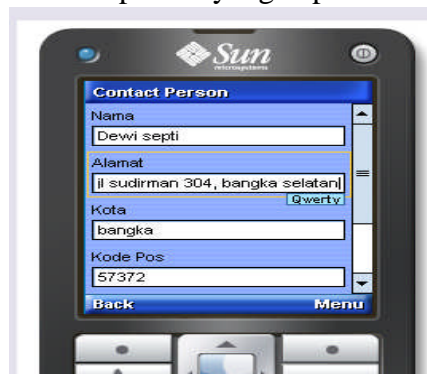 Sun
microsystems
Contact Person
Nama
Dewi septi
Alamat
jl sudirman 304, bangka selatan
Qwerty
Kota
bangka
Kode Pos
57372
Back Menu